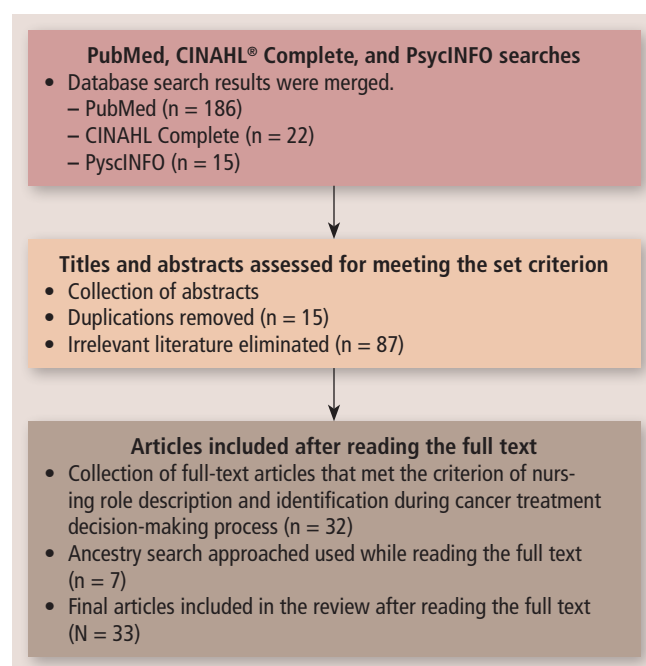 PubMed, CINAHL® Complete, and PsycINFO searches
• Database search results were merged.
– PubMed (n = 186)
– CINAHL Complete (n = 22)
– PyscINFO (n = 15)
Titles and abstracts assessed for meeting the set criterion
• Collection of abstracts
• Duplications removed (n = 15)
• Irrelevant literature eliminated (n = 87)
Articles included after reading the full text
• Collection of full-text articles that met the criterion of nurs-
ing role description and identification during cancer treatment
decision-making process (n = 32)
• Ancestry search approached used while reading the full text
(n = 7)
• Final articles included in the review after reading the full text
(N = 33)